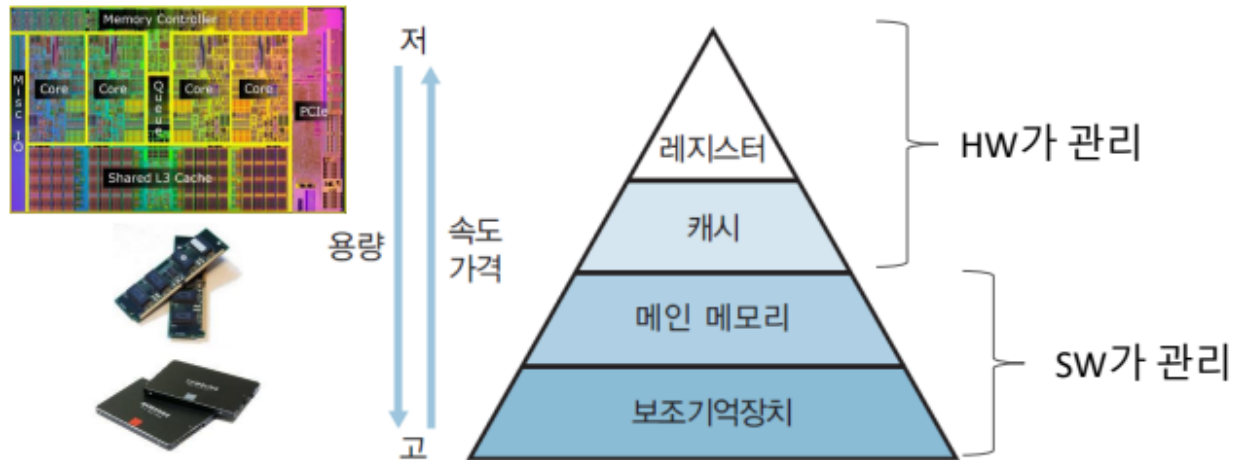 Memory Controller
Misc IO
Core
Core
Queue
Core
Core
PCIe
Shared L3 Cache
저
용량
속도
가격
고
레지스터
캐시
메인 메모리
보조기억장치
HW가 관리
SW가 관리